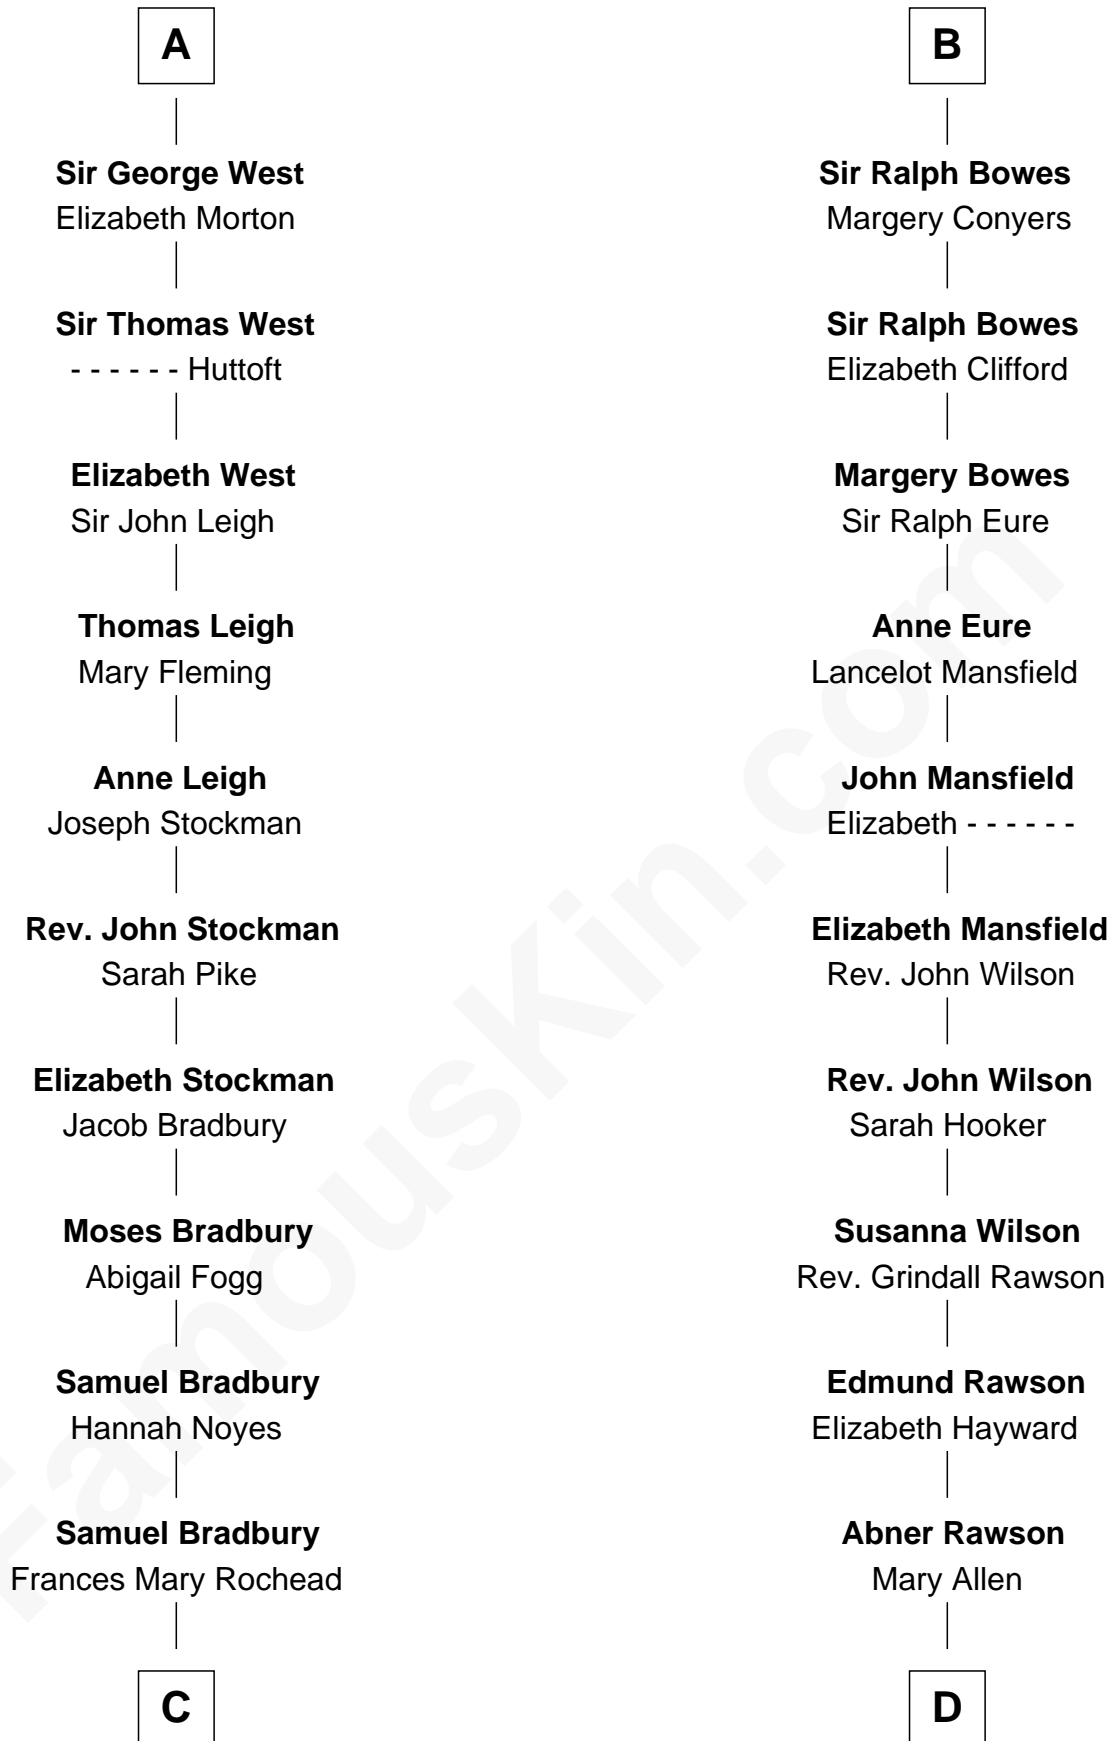 A
Sir George West
Elizabeth Morton
Sir Thomas West
- - - - - - Huttoft
Elizabeth West
Sir John Leigh
Thomas Leigh
Mary Fleming
Anne Leigh
Joseph Stockman
Rev. John Stockman
Sarah Pike
Elizabeth Stockman
Jacob Bradbury
Moses Bradbury
Abigail Fogg
Samuel Bradbury
Hannah Noyes
Samuel Bradbury
Frances Mary Rochead
C
B
Sir Ralph Bowes
Margery Conyers
Sir Ralph Bowes
Elizabeth Clifford
Margery Bowes
Sir Ralph Eure
Anne Eure
Lancelot Mansfield
John Mansfield
Elizabeth - - - - - -
Elizabeth Mansfield
Rev. John Wilson
Rev. John Wilson
Sarah Hooker
Susanna Wilson
Rev. Grindall Rawson
Edmund Rawson
Elizabeth Hayward
Abner Rawson
Mary Allen
D
FamousKin.com